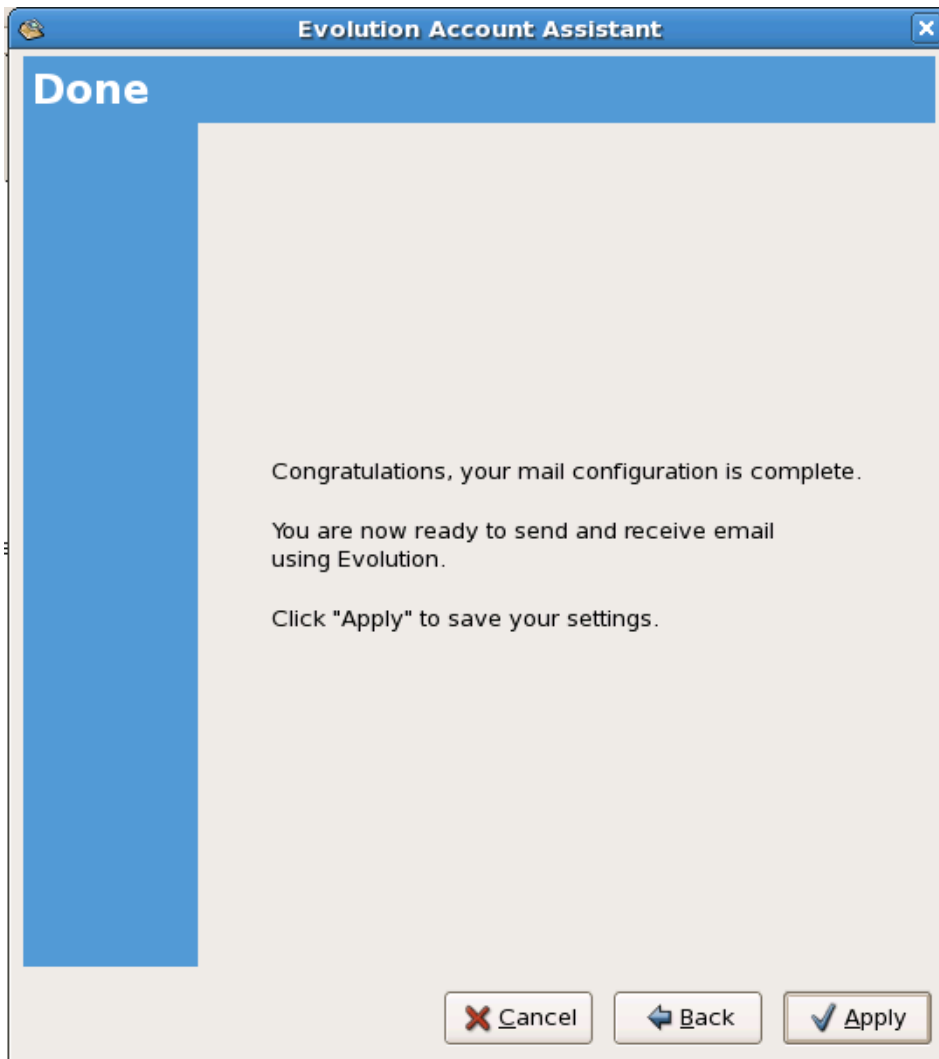 Evolution Account Assistant
Done
Congratulations, your mail configuration is complete.
You are now ready to send and receive email
using Evolution.
Click "Apply" to save your settings.
Cancel
Back
Apply